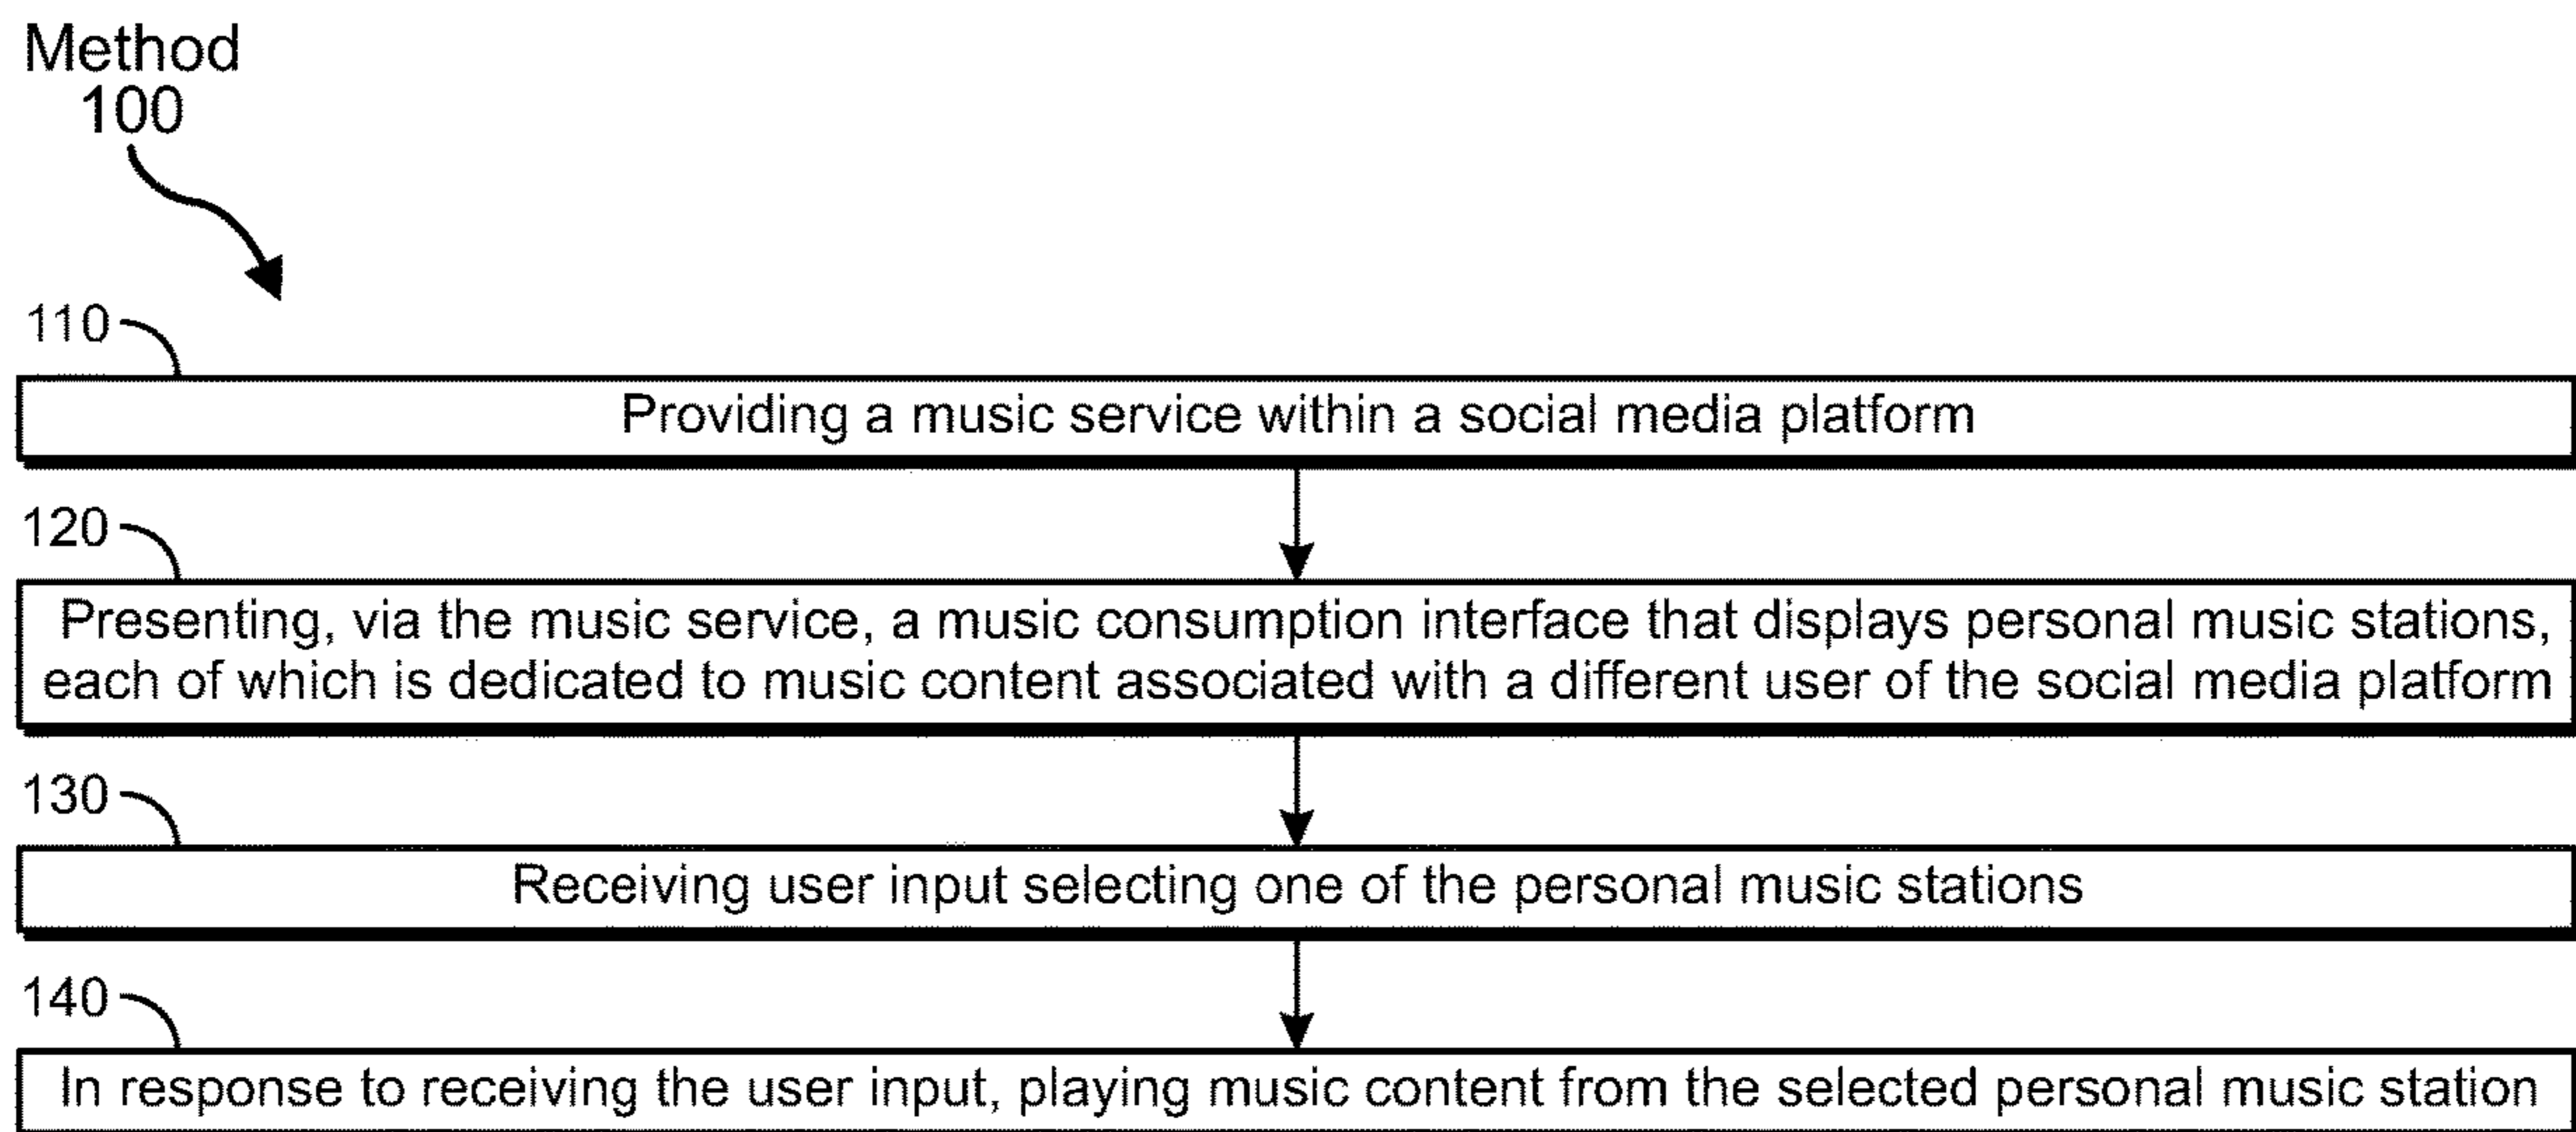 Method
100
110
Providing a music service within a social media platform
120
Presenting, via the music service, a music consumption interface that displays personal music stations,
each of which is dedicated to music content associated with a different user of the social media platform
130
Receiving user input selecting one of the personal music stations
140
In response to receiving the user input, playing music content from the selected personal music station